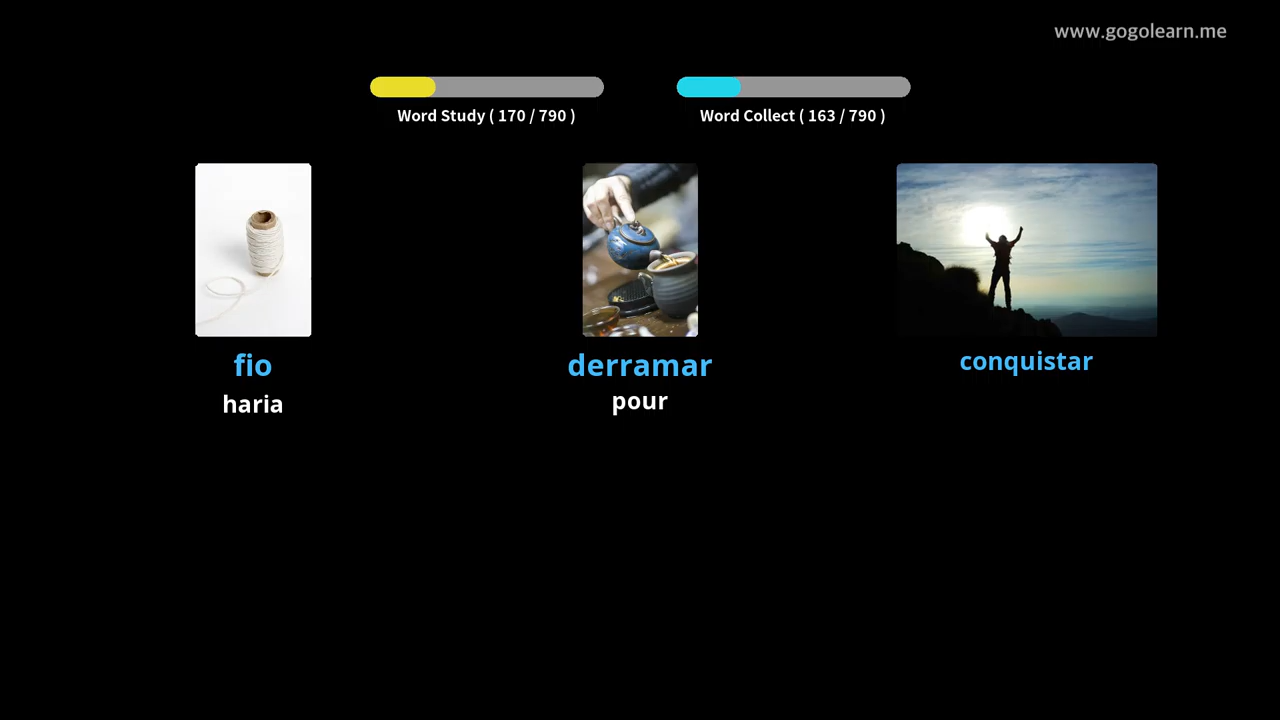 www.gogolearn.me
Word Study ( 170 / 790 )
Word Collect ( 163 / 790 )
fio
derramar
conquistar
haria
pour